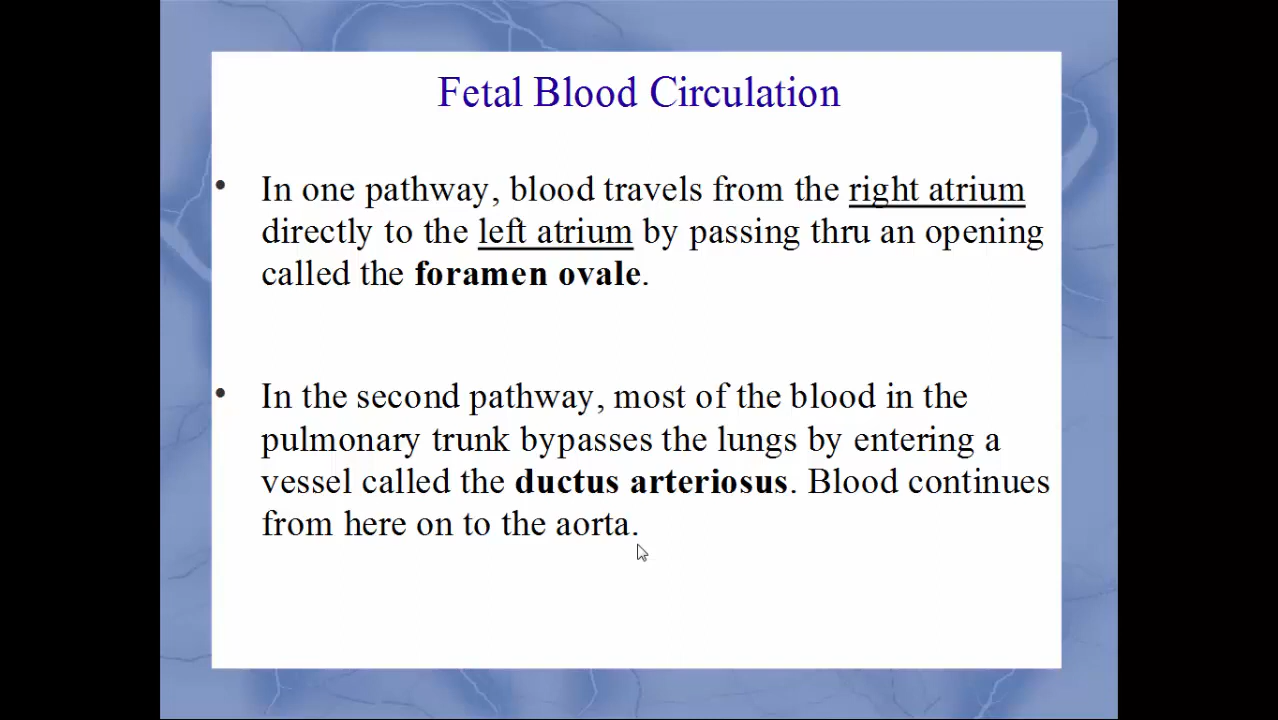 Fetal Blood Circulation
• In one pathway, blood travels from the right atrium
directly to the left atrium by passing thru an opening
called the foramen ovale.
• In the second pathway, most of the blood in the
pulmonary trunk bypasses the lungs by entering a
vessel called the ductus arteriosus. Blood continues
from here on to the aorta.